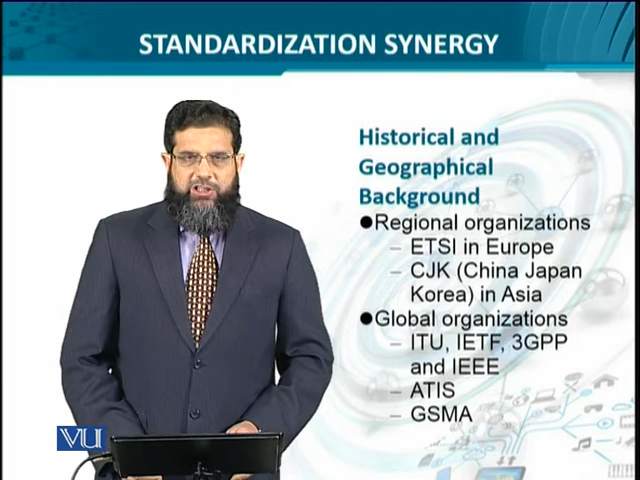 STANDARDIZATION SYNERGY
Historical and
Geographical
Background
●Regional organizations
– ETSI in Europe
– CJK (China Japan
Korea) in Asia
●Global organizations
– ITU, IETF, 3GPP
and IEEE
– ATIS
– GSMA
VU